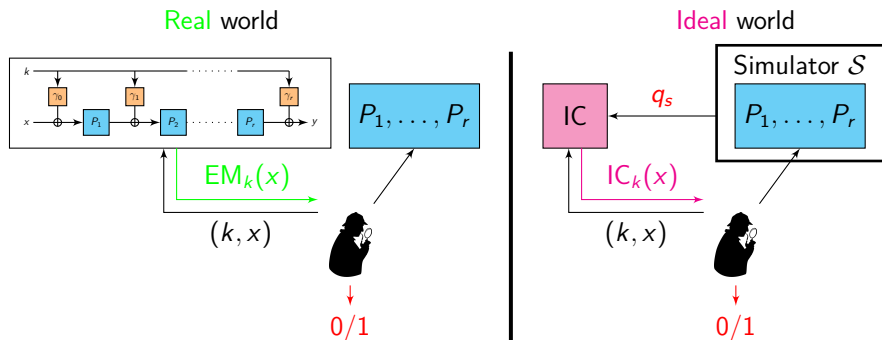 Real world
k
γ₀ γ₁ γᵣ
x P₁ P₂ ········ Pᵣ y
P₁, . . . , Pᵣ
EMₖ(x)
(k, x)
0/1
Ideal world
Simulator 𝒮
IC
qₛ
P₁, . . . , Pᵣ
ICₖ(x)
(k, x)
0/1